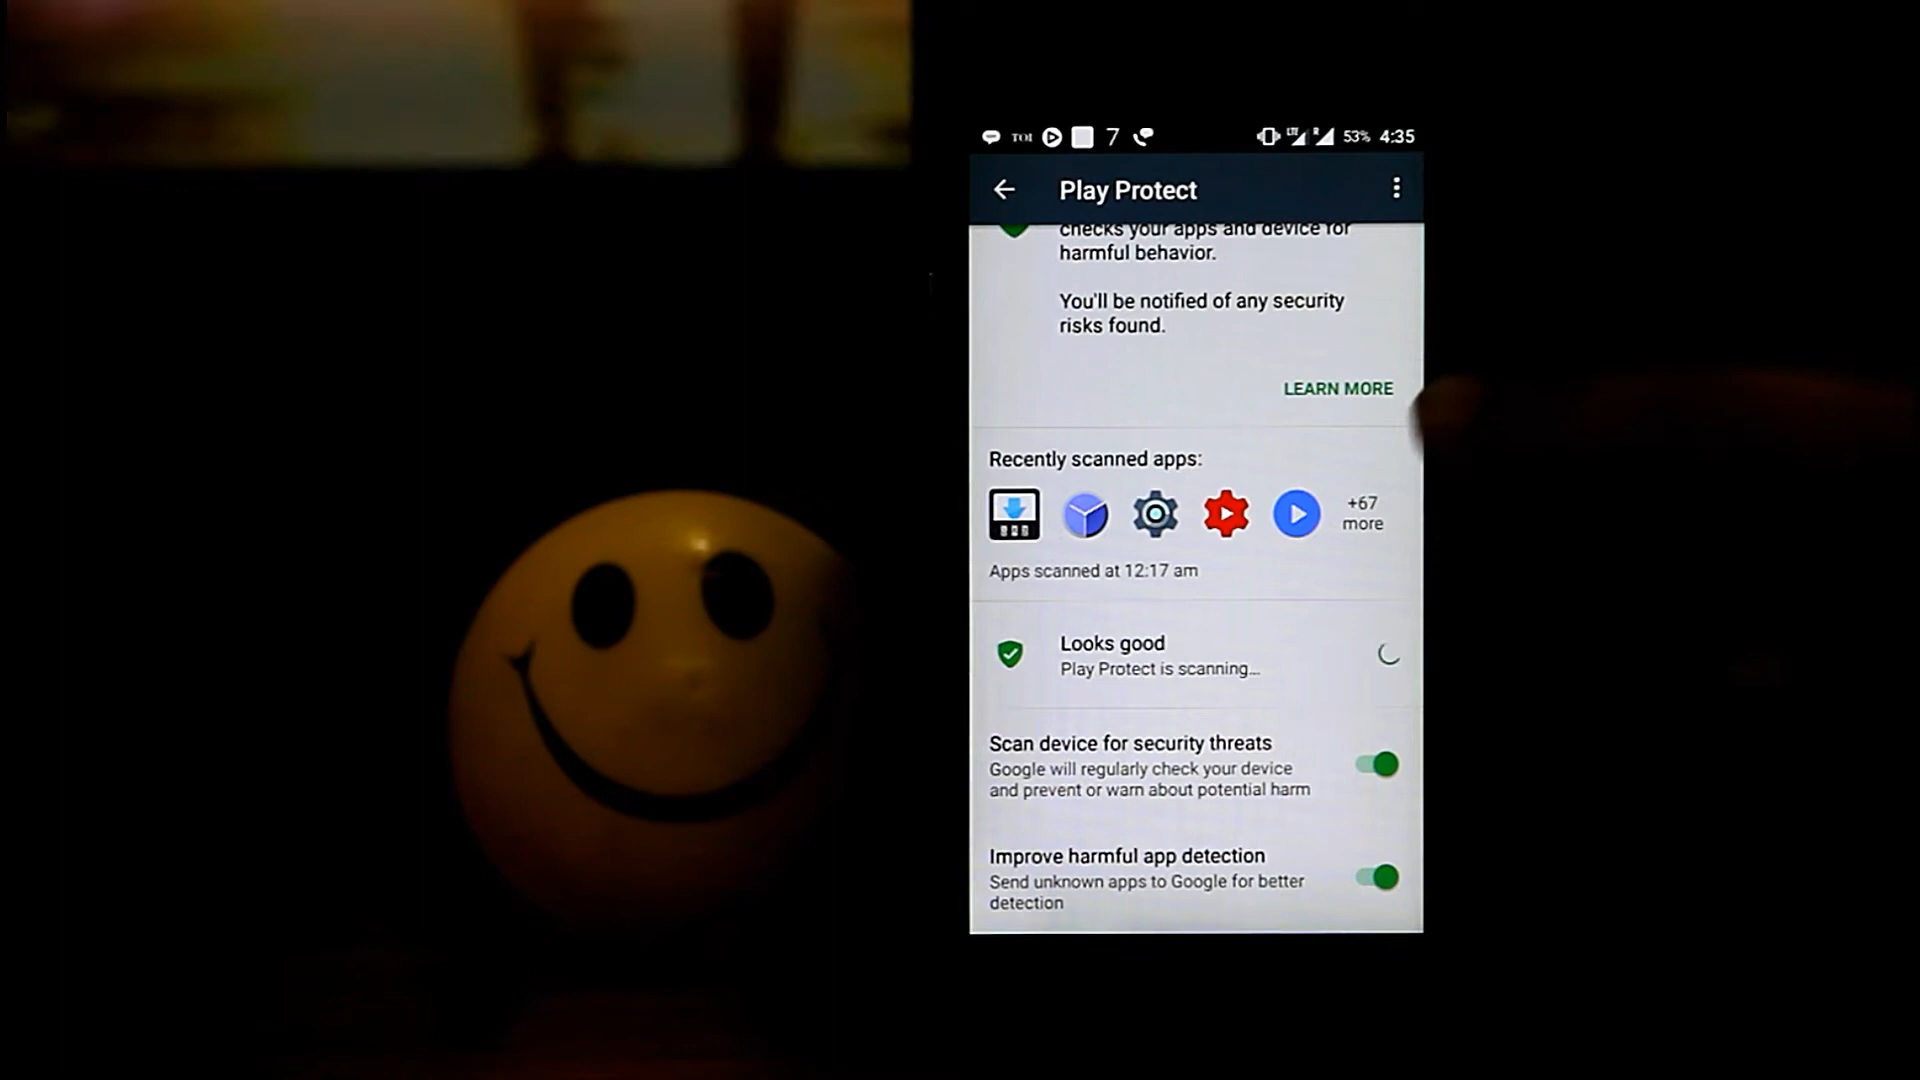 TOI 7 53% 4:35
Play Protect
checks your apps and device for
harmful behavior.
You'll be notified of any security
risks found.
LEARN MORE
Recently scanned apps:
+67
more
Apps scanned at 12:17 am
Looks good
Play Protect is scanning...
Scan device for security threats
Google will regularly check your device
and prevent or warn about potential harm
Improve harmful app detection
Send unknown apps to Google for better
detection